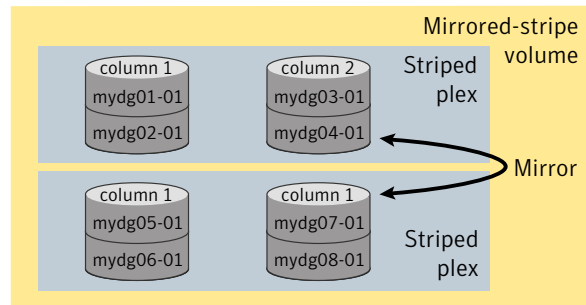 Mirrored-stripe
volume
column 1
mydg01-01
mydg02-01
column 2
mydg03-01
mydg04-01
Striped
plex
Mirror
column 1
mydg05-01
mydg06-01
column 1
mydg07-01
mydg08-01
Striped
plex